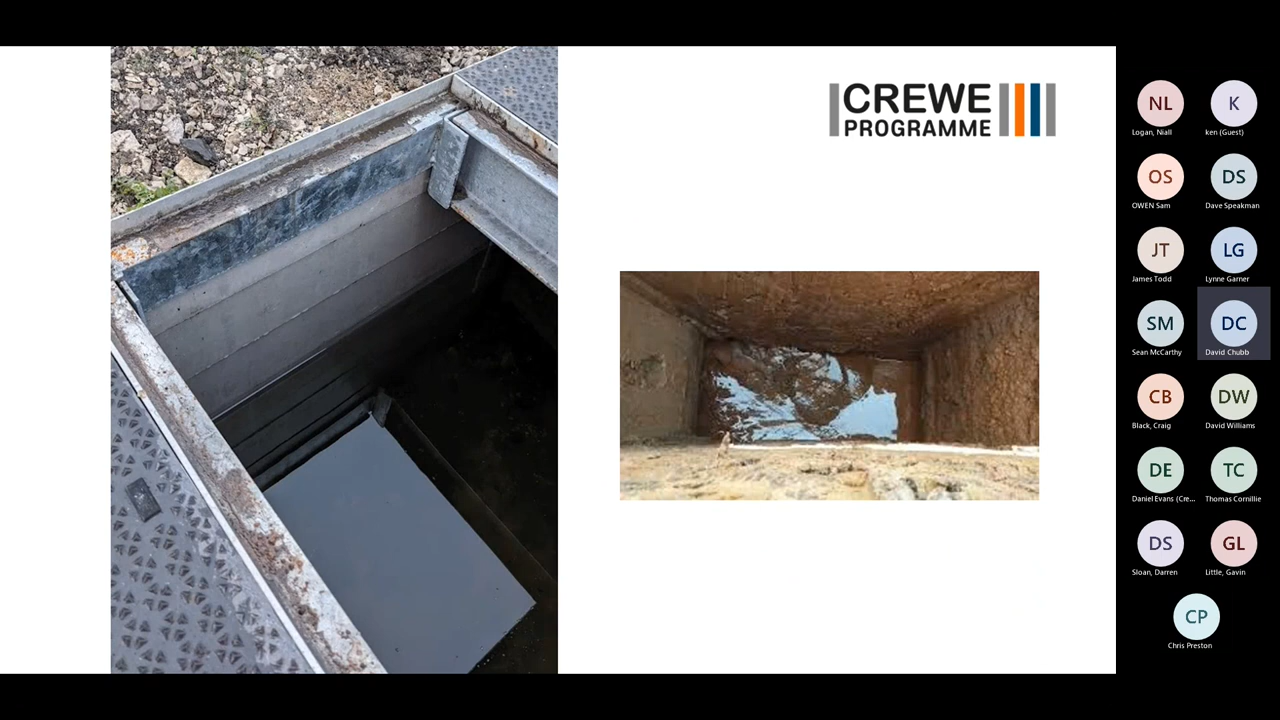 CREWE
PROGRAMME
NL
Logan, Niall
K
ken (Guest)
OS
OWEN Sam
DS
Dave Speakman
JT
James Todd
LG
Lynne Garner
SM
Sean McCarthy
DC
David Chubb
CB
Black, Craig
DW
David Williams
DE
Daniel Evans (Cre...
TC
Thomas Cornillie
DS
Sloan, Darren
GL
Little, Gavin
CP
Chris Preston